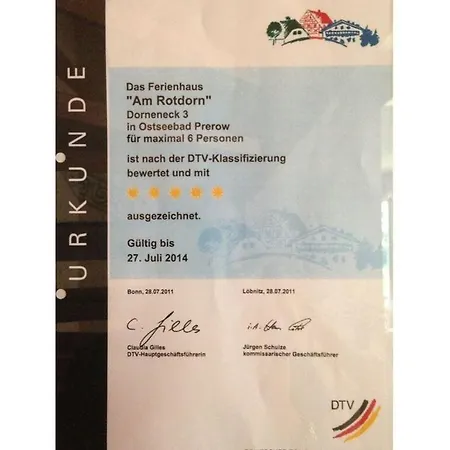 URKUNDE
Das Ferienhaus
"Am Rotdorn"
Dorneneck 3
in Ostseebad Prerow
für maximal 6 Personen
ist nach der DTV-Klassifizierung
bewertet und mit
ausgezeichnet.
Gültig bis
27. Juli 2014
Bonn, 28.07.2011
Löbnitz, 28.07.2011
C. Gilles
Claudia Gilles
DTV-Hauptgeschäftsführerin
i.A.
Jürgen Schulze
kommissarischer Geschäftsführer
DTV